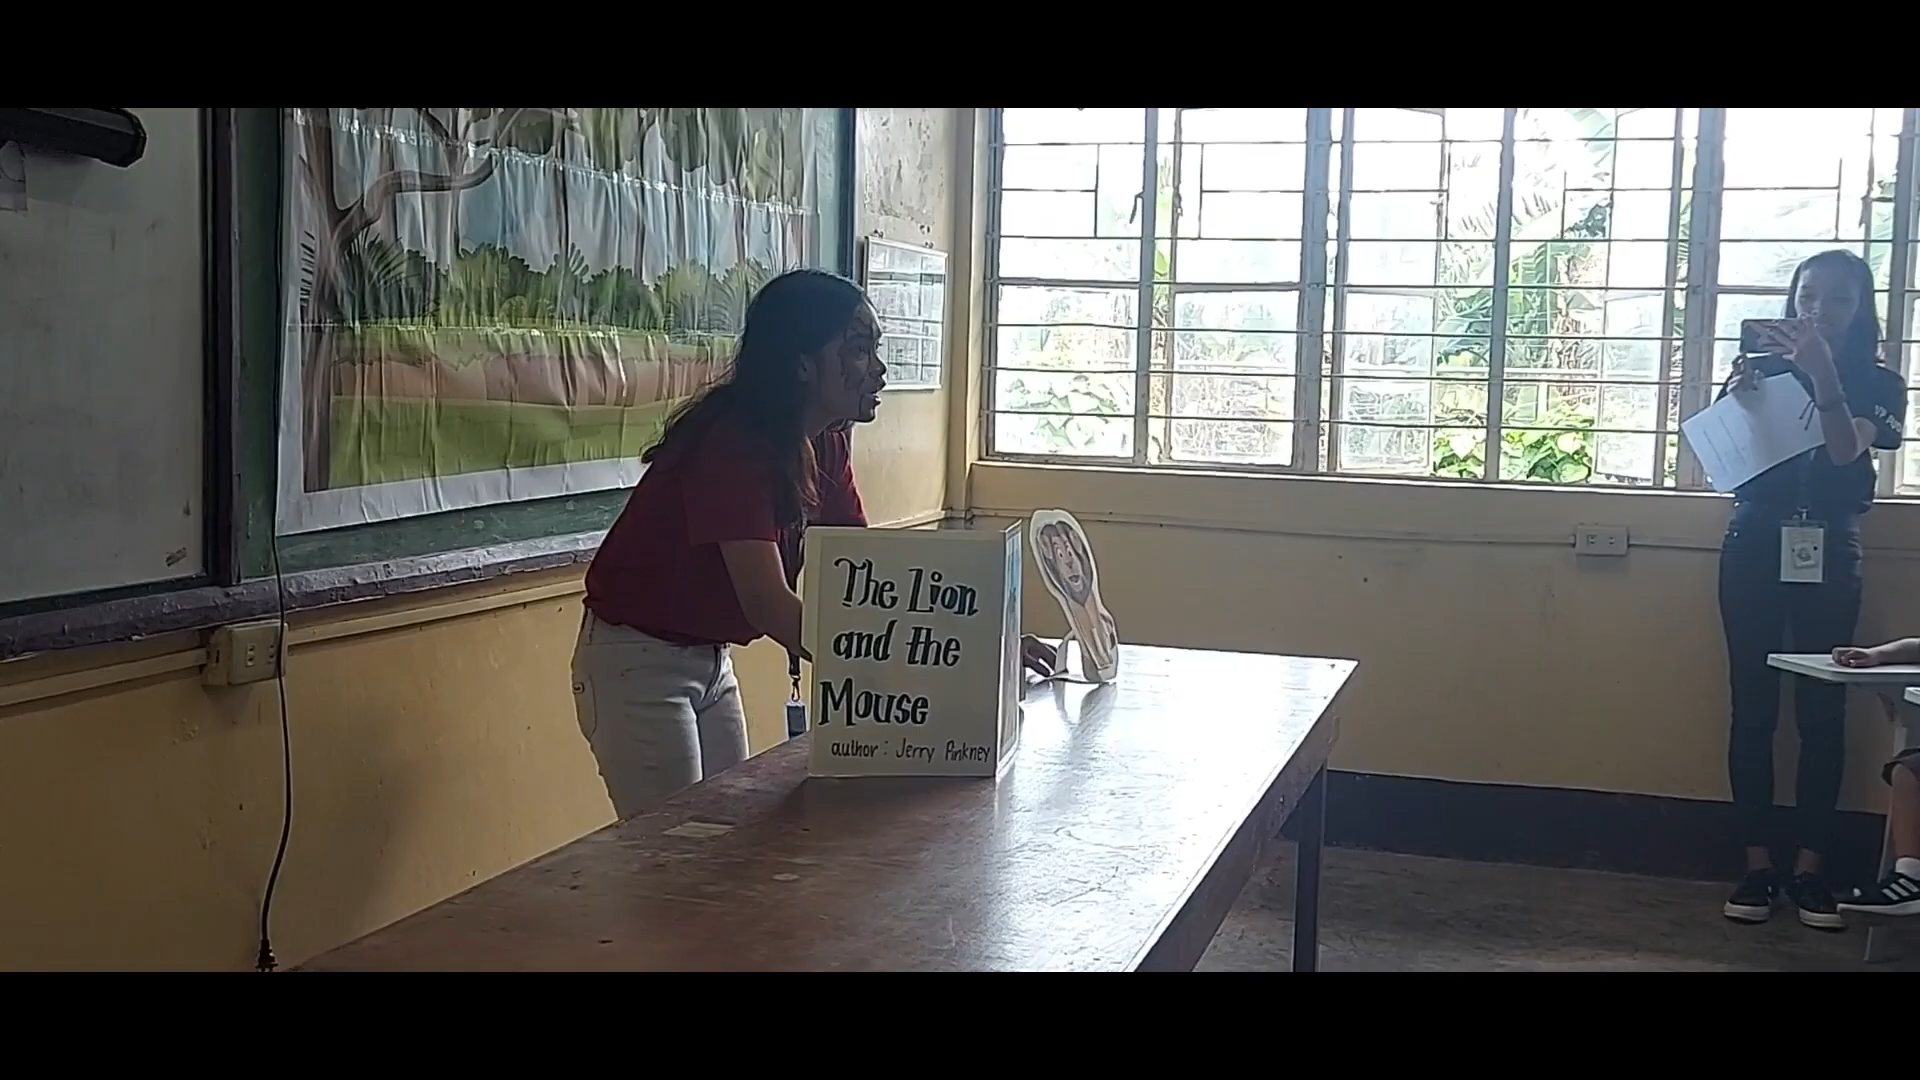 The Lion
and the
Mouse
author: Jerry Pinkney